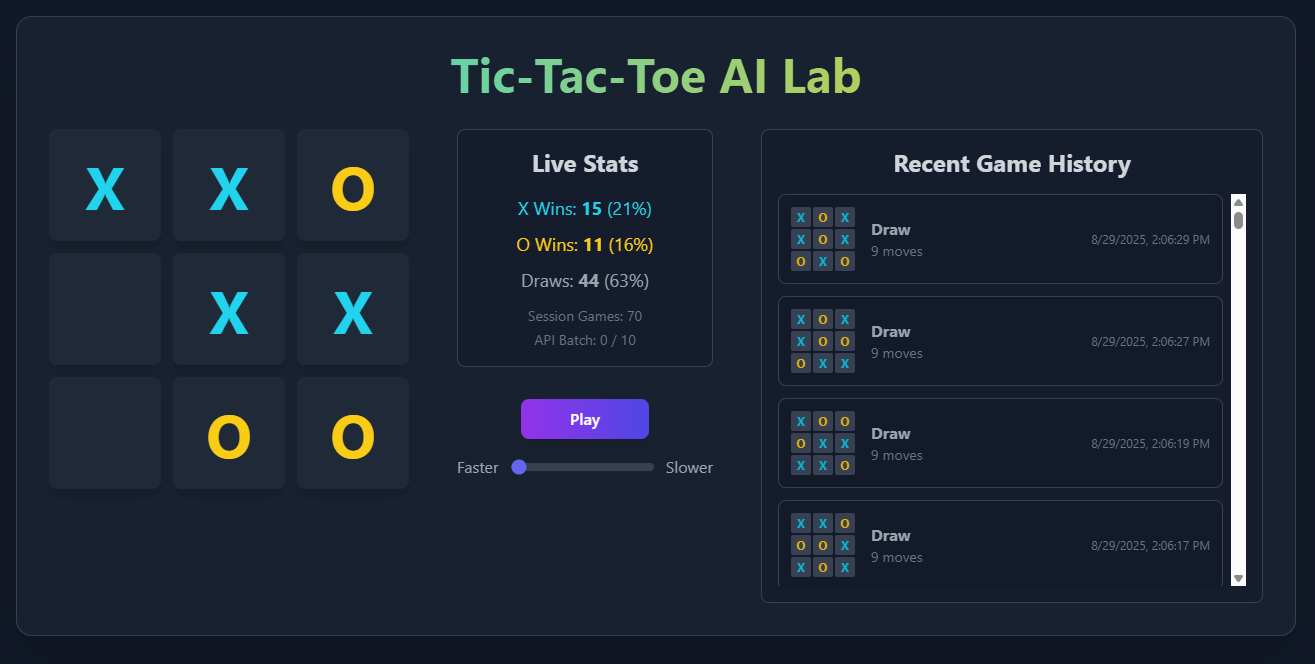 Tic-Tac-Toe AI Lab
X X O
X X
O O
Live Stats
X Wins: 15 (21%)
O Wins: 11 (16%)
Draws: 44 (63%)
Session Games: 70
API Batch: 0 / 10
Play
Faster Slower
Recent Game History
X O X
X O X
O X O
Draw
9 moves
8/29/2025, 2:06:29 PM
X O X
X O O
O X X
Draw
9 moves
8/29/2025, 2:06:27 PM
X O O
O X X
X X O
Draw
9 moves
8/29/2025, 2:06:19 PM
X X O
O O X
X O X
Draw
9 moves
8/29/2025, 2:06:17 PM